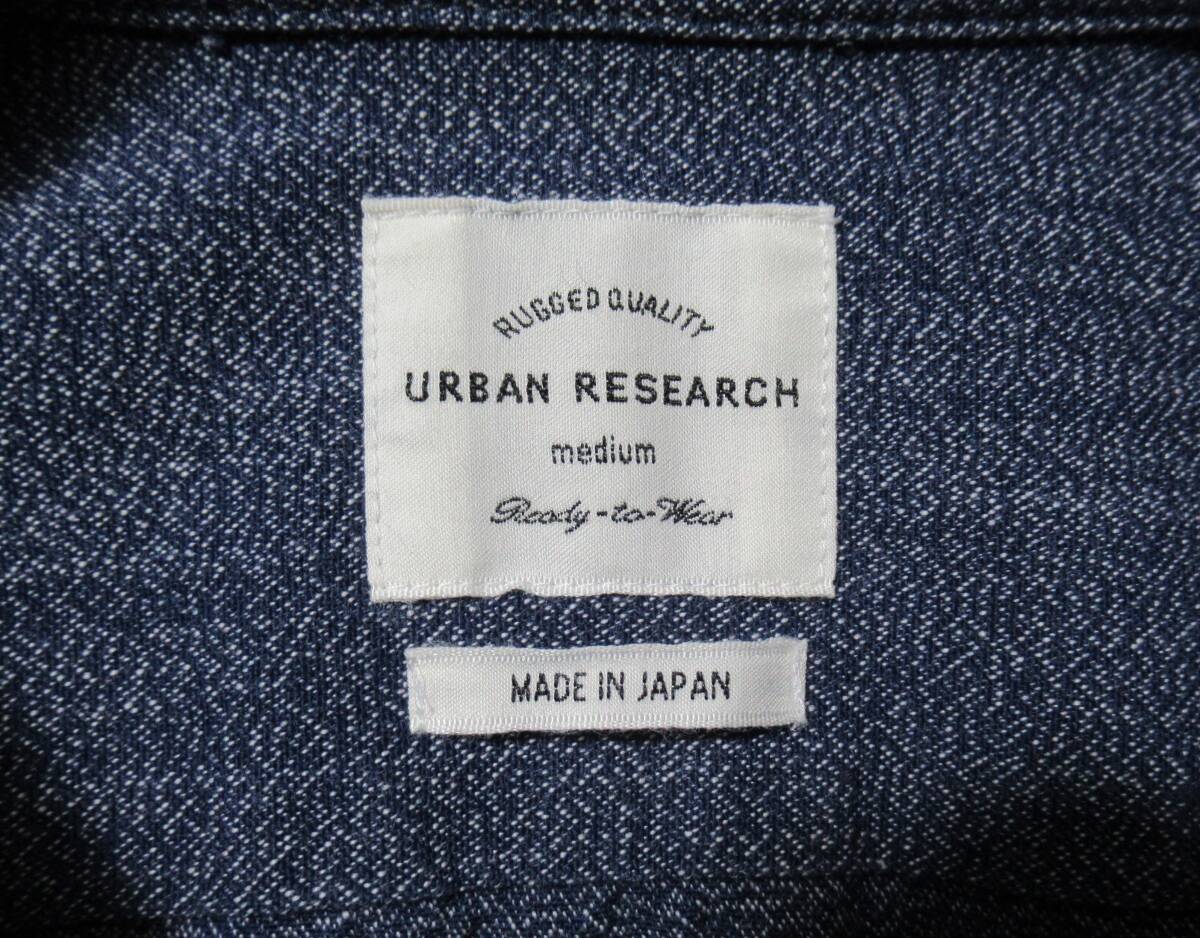 RUGGED QUALITY
URBAN RESEARCH
medium
Ready-to-Wear
MADE IN JAPAN